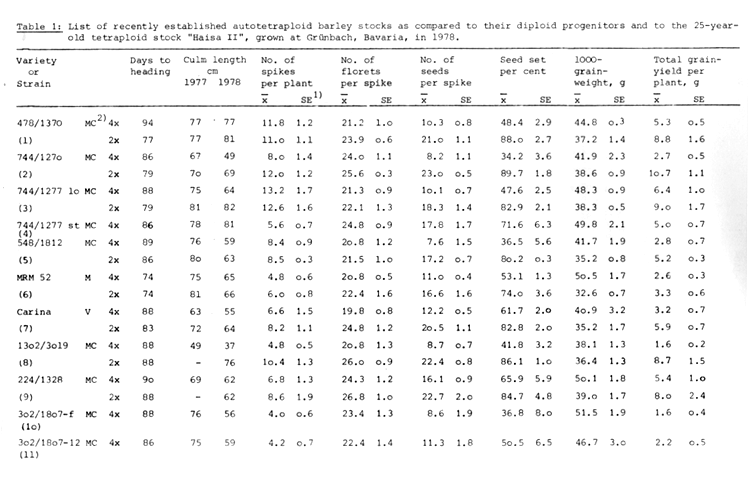 Table 1: List of recently established autotetraploid barley stocks as compared to their diploid progenitors and to the 25-year-
old tetraploid stock "Haisa II", grown at Grünbach, Bavaria, in 1978.
Variety Days to Culm length No. of No. of No. of Seed set 1000- Total grain-
or heading cm spikes florets seeds per cent grain- yield per
Strain 1977 1978 per plant per spike per spike weight, g plant, g
x̄ SE1) x̄ SE x̄ SE x̄ SE x̄ SE x̄ SE
478/1370 MC2) 4x 94 77 77 11.8 1.2 21.2 1.o 1o.3 o.8 48.4 2.9 44.8 o.3 5.3 o.5
(1) 2x 77 77 81 11.o 1.1 23.9 o.6 21.o 1.1 88.o 2.7 37.2 1.4 8.8 1.6
744/127o MC 4x 86 67 49 8.o 1.4 24.o 1.1 8.2 1.1 34.2 3.6 41.9 2.3 2.7 o.5
(2) 2x 79 7o 69 12.o 1.2 25.6 o.3 23.o o.5 89.7 1.8 38.6 o.9 1o.7 1.1
744/1277 lo MC 4x 88 75 64 13.2 1.7 21.3 o.9 1o.1 o.7 47.6 2.5 48.3 o.9 6.4 1.o
(3) 2x 79 81 82 12.6 1.6 22.1 1.3 18.3 1.4 82.9 2.1 38.3 o.5 9.o 1.7
744/1277 st MC 4x 86 78 81 5.6 o.7 24.8 o.9 17.8 1.7 71.6 6.3 49.8 2.1 5.o o.7
(4)
548/1812 MC 4x 89 76 59 8.4 o.9 2o.8 1.2 7.6 1.5 36.5 5.6 41.7 1.9 2.8 o.7
(5) 2x 86 8o 63 8.5 o.3 21.5 1.o 17.2 o.7 8o.2 o.3 35.2 o.8 5.2 o.3
MRM 52 M 4x 74 75 65 4.8 o.6 2o.8 o.5 11.o o.4 53.1 1.3 5o.5 1.7 2.6 o.3
(6) 2x 74 81 66 6.o o.8 22.4 1.6 16.6 1.6 74.o 3.6 32.6 o.7 3.3 o.6
Carina V 4x 88 63 55 6.6 1.5 19.8 o.8 12.2 o.5 61.7 2.o 4o.9 3.2 3.2 o.7
(7) 2x 83 72 64 8.2 1.1 24.8 1.2 2o.5 1.1 82.8 2.o 35.2 1.7 5.9 o.7
13o2/3o19 MC 4x 88 49 37 4.8 o.5 2o.8 1.3 8.7 o.7 41.8 3.2 38.1 1.3 1.6 o.2
(8) 2x 88 - 76 1o.4 1.3 26.o o.9 22.4 o.8 86.1 1.o 36.4 1.3 8.7 1.5
224/1328 MC 4x 9o 69 62 6.8 1.3 24.3 1.2 16.1 o.9 65.9 5.9 5o.1 1.8 5.4 1.o
(9) 2x 88 - 62 8.6 1.9 26.8 1.o 22.7 2.o 84.7 4.8 39.o 1.7 8.o 2.4
3o2/18o7-f MC 4x 88 76 56 4.o o.6 23.4 1.3 8.6 1.9 36.8 8.o 51.5 1.9 1.6 o.4
(1o)
3o2/18o7-12 MC 4x 86 75 59 4.2 o.7 22.4 1.4 11.3 1.8 5o.5 6.5 46.7 3.o 2.2 o.5
(11)